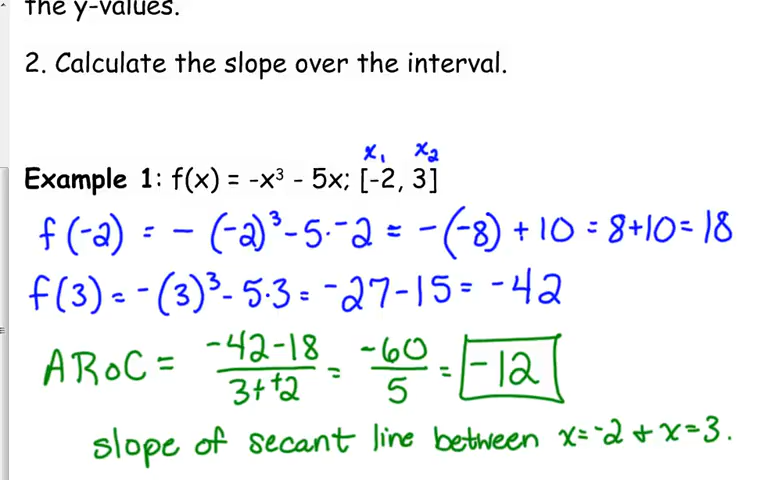 the y-values.
2. Calculate the slope over the interval.
x₁ x₂
Example 1: f(x) = -x³ - 5x; [-2, 3]
f(-2) = -(-2)³-5·-2 = -(-8)+10 = 8+10=18
f(3) = -(3)³-5·3 = -27-15 = -42
ARoC = (-42-18)/(3++2) = -60/5 = -12
slope of secant line between x=-2 + x=3.